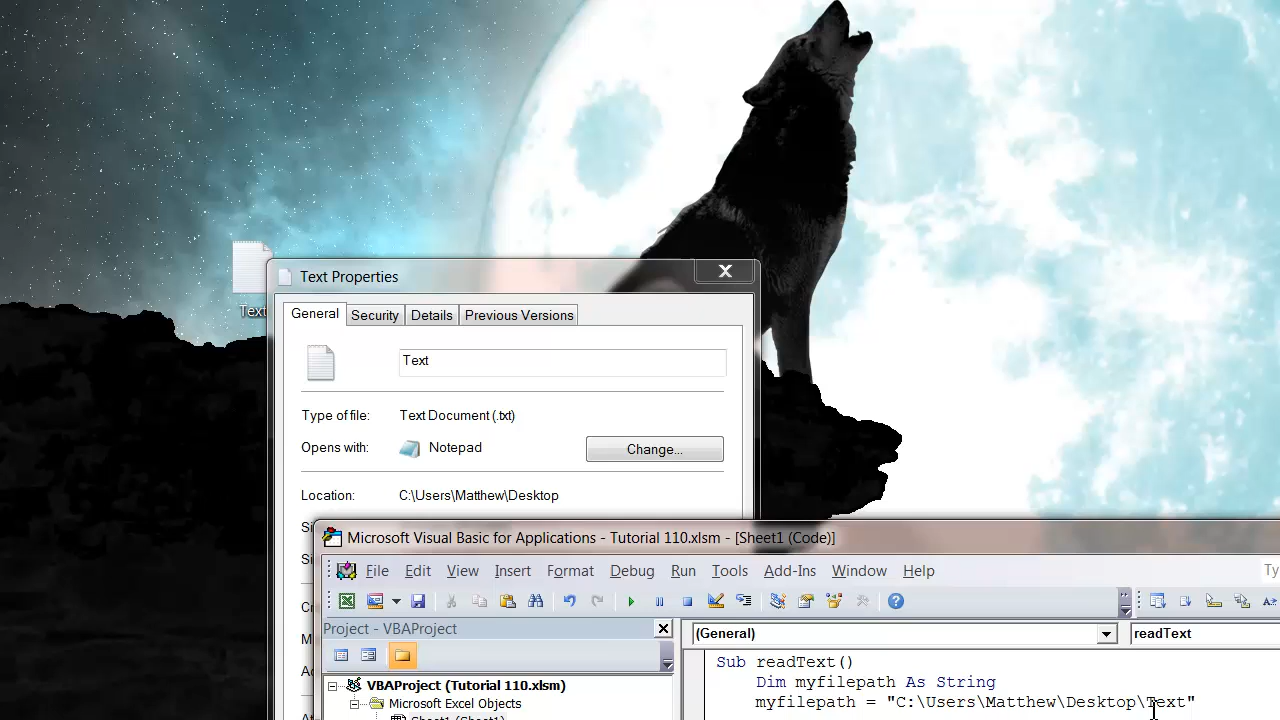 Text
Text Properties
X
General Security Details Previous Versions
Text
Type of file: Text Document (.txt)
Opens with: Notepad Change...
Location: C:\Users\Matthew\Desktop
Microsoft Visual Basic for Applications - Tutorial 110.xlsm - [Sheet1 (Code)]
File Edit View Insert Format Debug Run Tools Add-Ins Window Help Ty
Project - VBAProject
(General) readText
VBAProject (Tutorial 110.xlsm)
Microsoft Excel Objects
Sheet1 (Sheet1)
Sub readText()
Dim myfilepath As String
myfilepath = "C:\Users\Matthew\Desktop\Text"